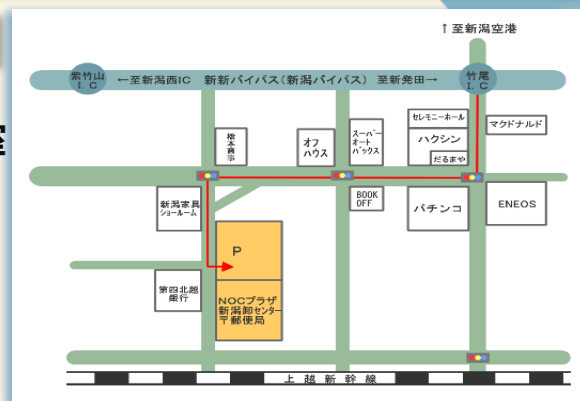 ↑至新潟空港
紫竹山
I.C
←至新潟西IC 新新バイパス(新潟バイパス) 至新発田→
竹尾
I.C
橋本商事
オフ
ハウス
スーパー
オート
バックス
セレモニーホール
ハクシン
だるまや
マクドナルド
新潟家具
ショールーム
BOOK
OFF
パチンコ
ENEOS
P
第四北越
銀行
NOCプラザ
新潟卸センター
〒郵便局
上越新幹線